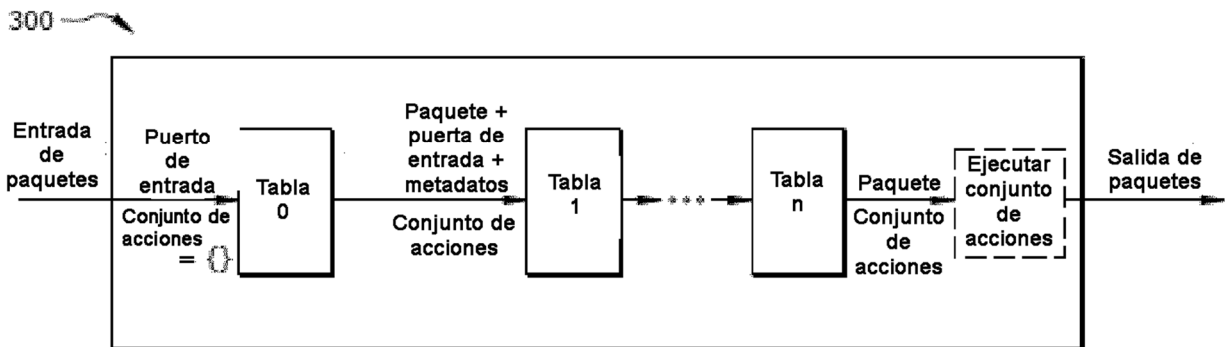 300
Entrada
de
paquetes
Puerto
de
entrada
Conjunto de
acciones
= {}
Tabla
0
Paquete +
puerta de
entrada +
metadatos
Conjunto de
acciones
Tabla
1
Tabla
n
Paquete
Conjunto
de
acciones
Ejecutar
conjunto
de
acciones
Salida de
paquetes